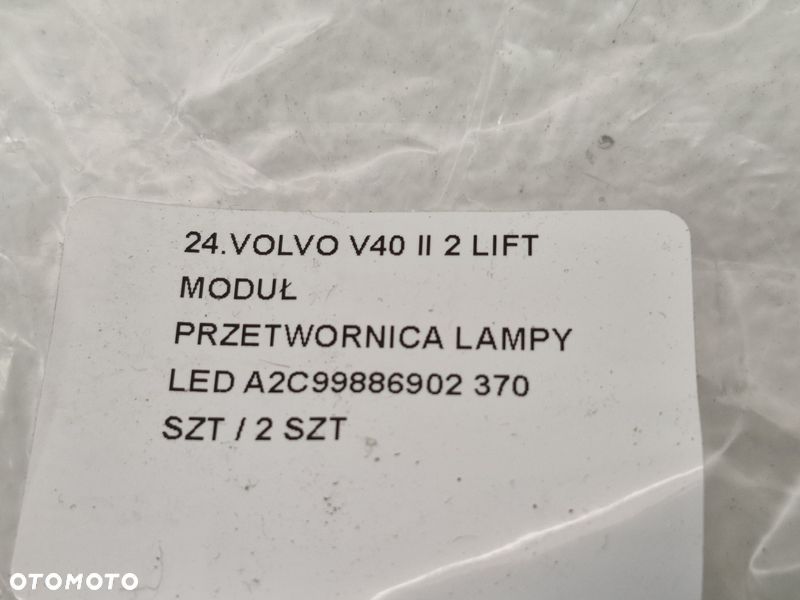 24.VOLVO V40 II 2 LIFT
MODUŁ
PRZETWORNICA LAMPY
LED A2C99886902 370
SZT / 2 SZT
OTOMOTO